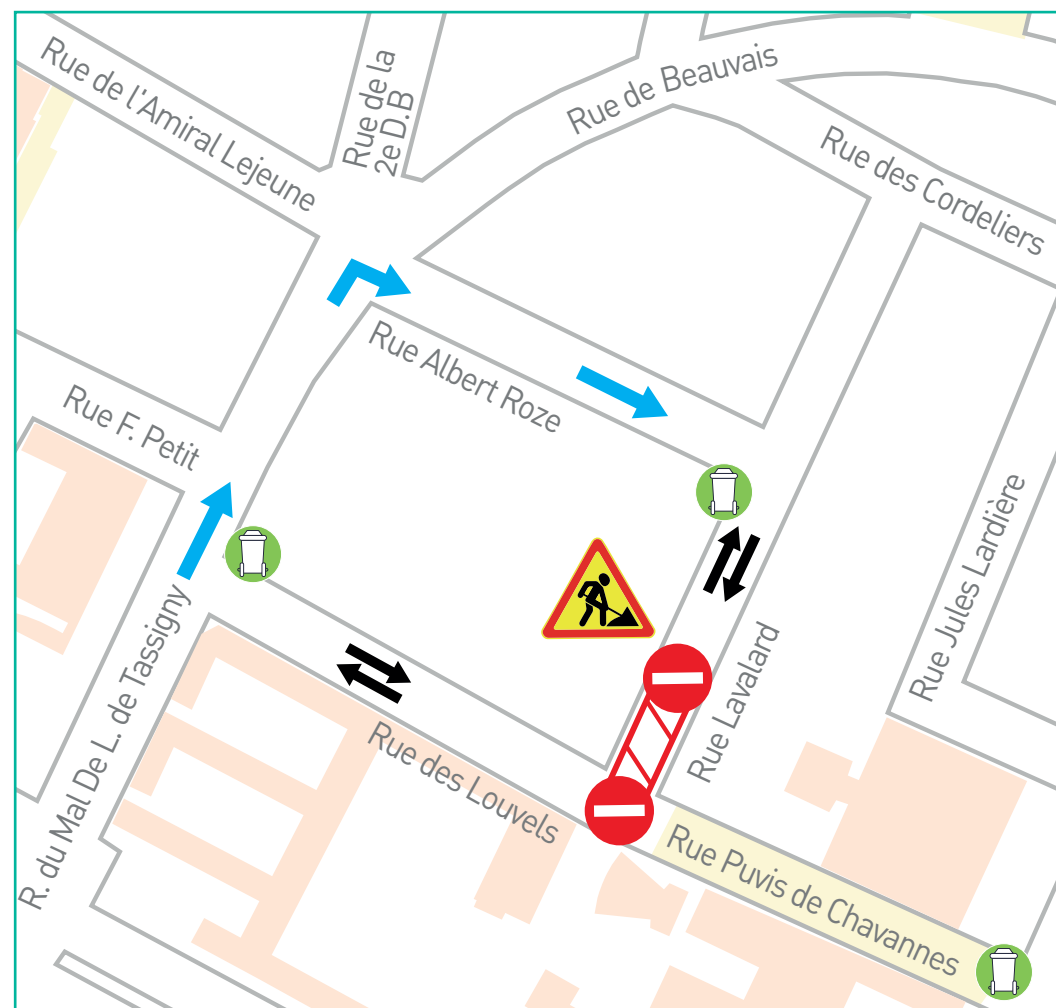 Rue de l'Amiral Lejeune
Rue de la
2e D.B
Rue de Beauvais
Rue des Cordeliers
Rue Albert Roze
Rue F. Petit
R. du Mal De L. de Tassigny
Rue des Louvels
Rue Lavalard
Rue Jules Lardière
Rue Puvis de Chavannes